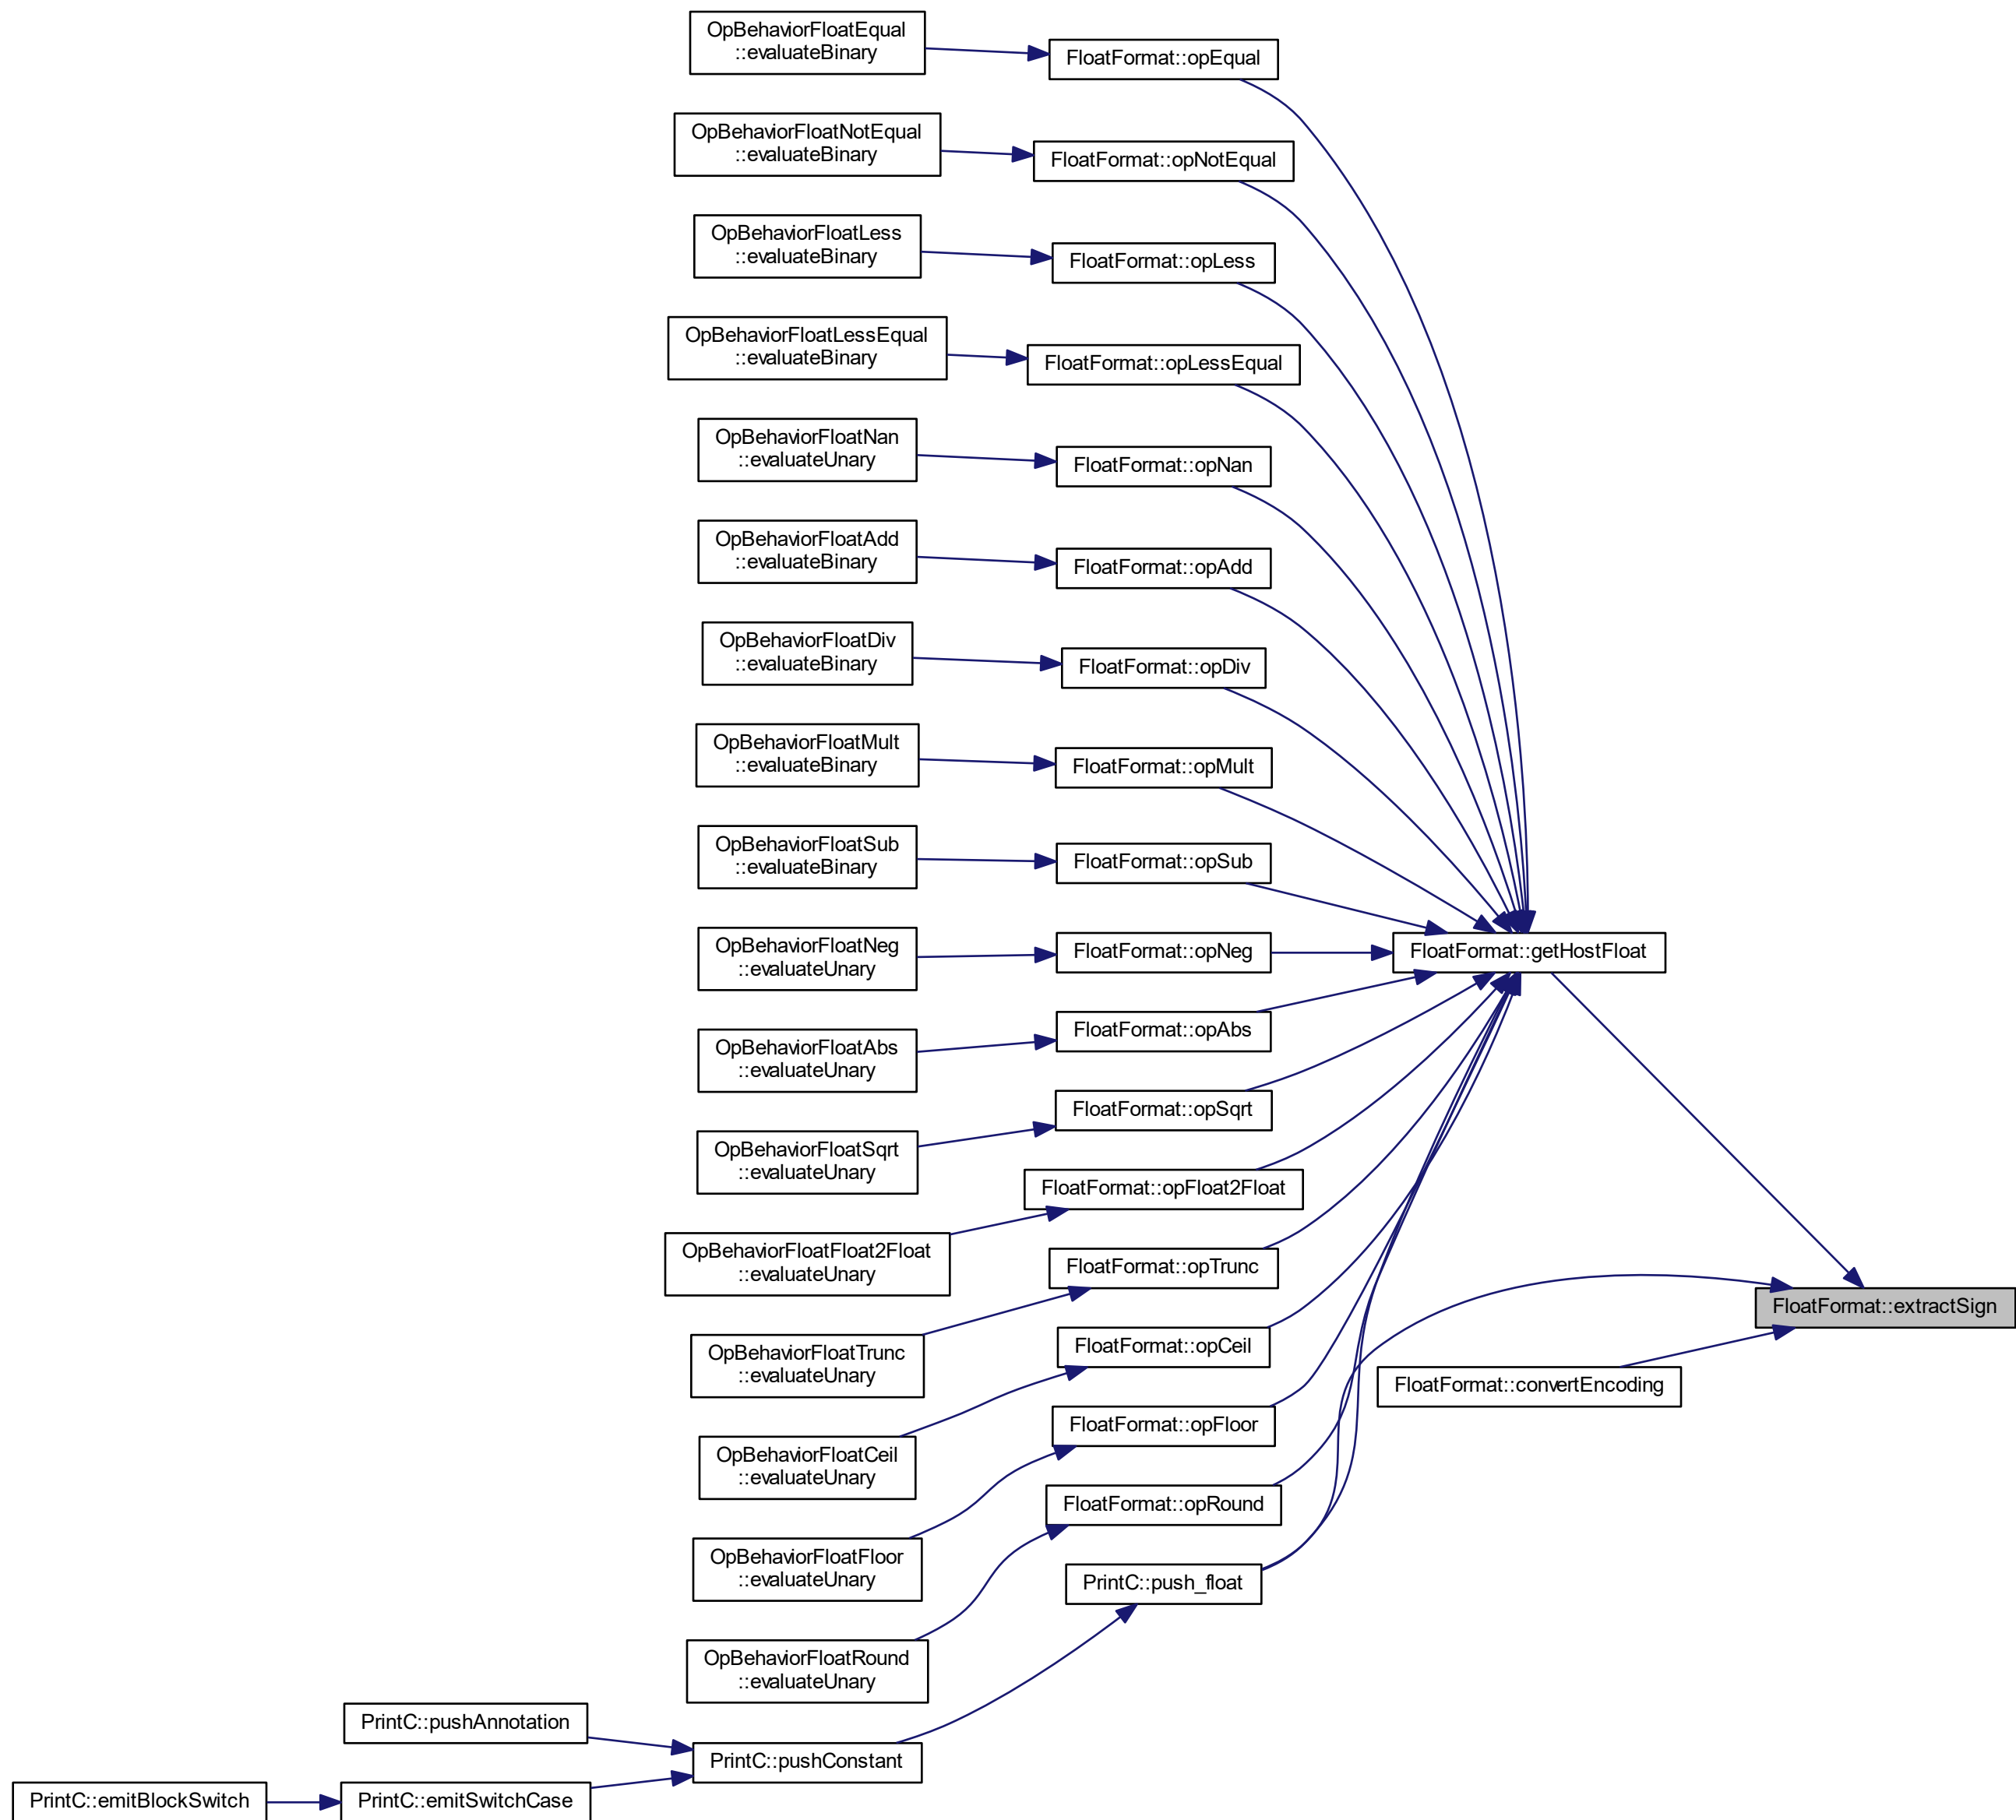 OpBehaviorFloatEqual
::evaluateBinary
FloatFormat::opEqual
OpBehaviorFloatNotEqual
::evaluateBinary
FloatFormat::opNotEqual
OpBehaviorFloatLess
::evaluateBinary
FloatFormat::opLess
OpBehaviorFloatLessEqual
::evaluateBinary
FloatFormat::opLessEqual
OpBehaviorFloatNan
::evaluateUnary
FloatFormat::opNan
OpBehaviorFloatAdd
::evaluateBinary
FloatFormat::opAdd
OpBehaviorFloatDiv
::evaluateBinary
FloatFormat::opDiv
OpBehaviorFloatMult
::evaluateBinary
FloatFormat::opMult
OpBehaviorFloatSub
::evaluateBinary
FloatFormat::opSub
OpBehaviorFloatNeg
::evaluateUnary
FloatFormat::opNeg
FloatFormat::getHostFloat
OpBehaviorFloatAbs
::evaluateUnary
FloatFormat::opAbs
OpBehaviorFloatSqrt
::evaluateUnary
FloatFormat::opSqrt
OpBehaviorFloatFloat2Float
::evaluateUnary
FloatFormat::opFloat2Float
OpBehaviorFloatTrunc
::evaluateUnary
FloatFormat::opTrunc
FloatFormat::extractSign
OpBehaviorFloatCeil
::evaluateUnary
FloatFormat::opCeil
FloatFormat::convertEncoding
OpBehaviorFloatFloor
::evaluateUnary
FloatFormat::opFloor
OpBehaviorFloatRound
::evaluateUnary
FloatFormat::opRound
PrintC::push_float
PrintC::pushAnnotation
PrintC::pushConstant
PrintC::emitBlockSwitch
PrintC::emitSwitchCase